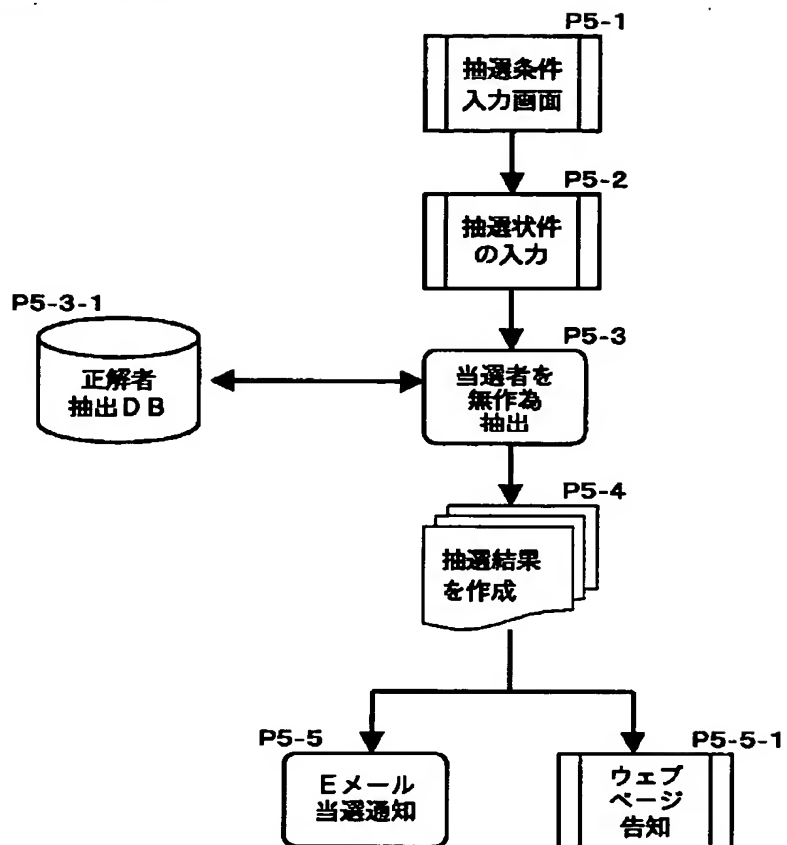 P5-1
抽選条件
入力画面
P5-2
抽選状件
の入力
P5-3-1
正解者
抽出DB
P5-3
当選者を
無作為
抽出
P5-4
抽選結果
を作成
P5-5
Eメール
当選通知
P5-5-1
ウェブ
ページ
告知